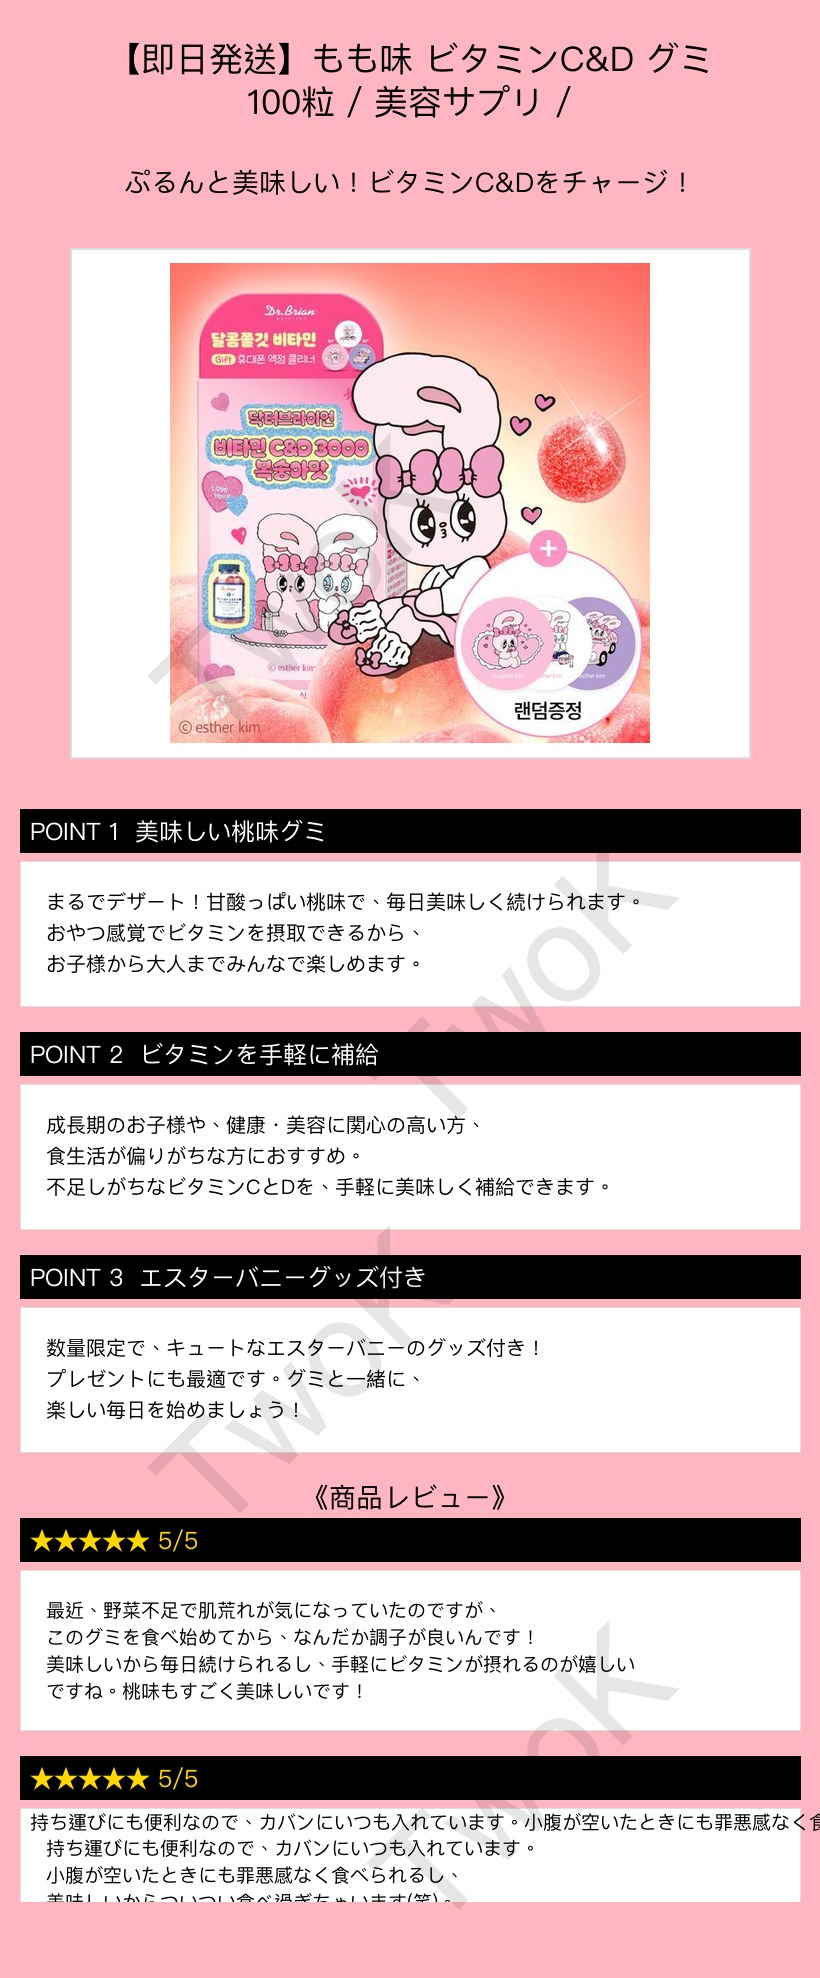 【即日発送】もも味 ビタミンC&D グミ
100粒 / 美容サプリ /
ぷるんと美味しい！ビタミンC&Dをチャージ！
Dr.Brian
달콤쫄깃 비타민
Gift 휴대폰 액정 클리너
닥터브라이언
비타민 C&D 3000
복숭아맛
© esther kim
랜덤증정
© esther kim
TwoK
POINT 1 美味しい桃味グミ
まるでデザート！甘酸っぱい桃味で、毎日美味しく続けられます。
おやつ感覚でビタミンを摂取できるから、
お子様から大人までみんなで楽しめます。
TwoK
POINT 2 ビタミンを手軽に補給
成長期のお子様や、健康・美容に関心の高い方、
食生活が偏りがちな方におすすめ。
不足しがちなビタミンCとDを、手軽に美味しく補給できます。
POINT 3 エスターバニーグッズ付き
数量限定で、キュートなエスターバニーのグッズ付き！
プレゼントにも最適です。グミと一緒に、
楽しい毎日を始めましょう！
TwoK
《商品レビュー》
★★★★★ 5/5
最近、野菜不足で肌荒れが気になっていたのですが、
このグミを食べ始めてから、なんだか調子が良いんです！
美味しいから毎日続けられるし、手軽にビタミンが摂れるのが嬉しい
ですね。桃味もすごく美味しいです！
TwoK
★★★★★ 5/5
持ち運びにも便利なので、カバンにいつも入れています。小腹が空いたときにも罪悪感なく食
持ち運びにも便利なので、カバンにいつも入れています。
小腹が空いたときにも罪悪感なく食べられるし、
美味しいからついつい食べ過ぎちゃいます(笑)。